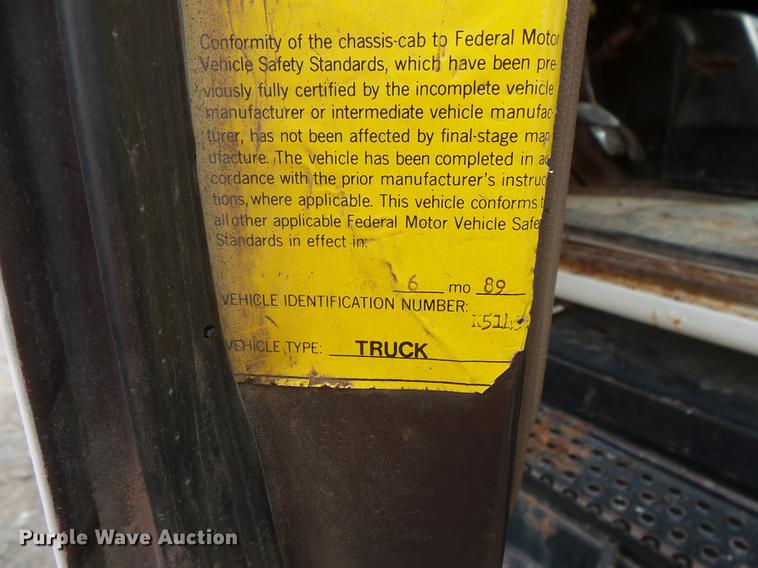 Conformity of the chassis-cab to Federal Motor
Vehicle Safety Standards, which have been pre-
viously fully certified by the incomplete vehicle
manufacturer or intermediate vehicle manufac-
turer, has not been affected by final-stage man
ufacture. The vehicle has been completed in ac
cordance with the prior manufacturer's instruc
tions, where applicable. This vehicle conforms t
all other applicable Federal Motor Vehicle Safe
Standards in effect in:
6 mo 89
VEHICLE IDENTIFICATION NUMBER:
VEHICLE TYPE: TRUCK
Purple Wave Auction